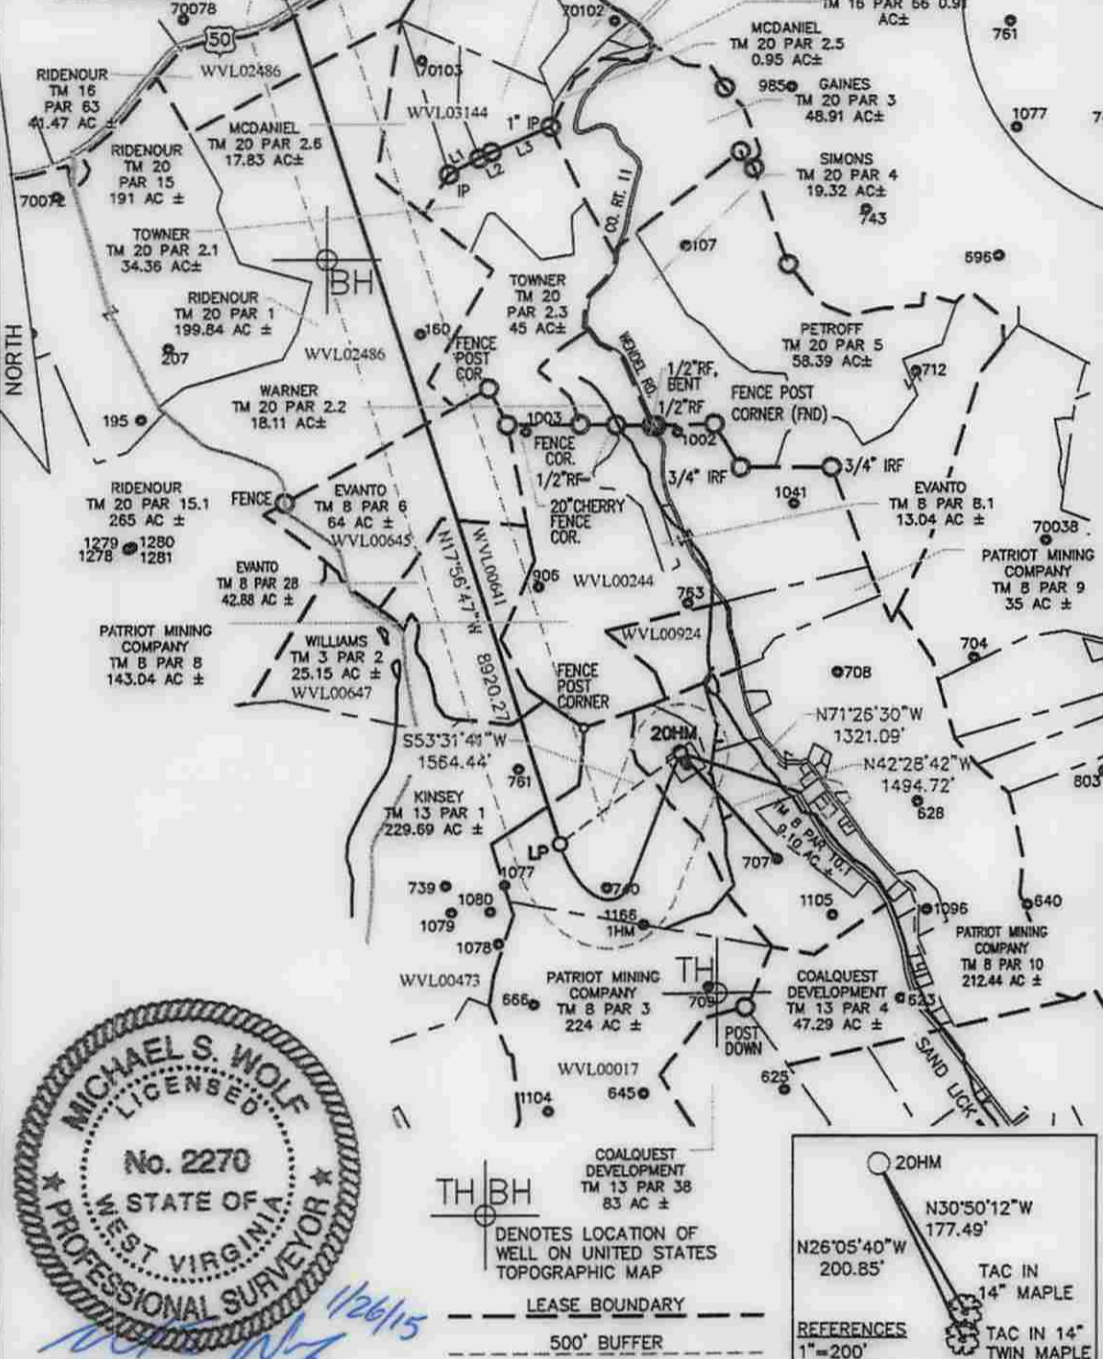 70078
50
WVL02486
RIDENOUR
TM 16
PAR 63
41.47 AC ±
70103
70102
TM 16 PAR 66 0.91
AC±
761
MCDANIEL
TM 20 PAR 2.5
0.95 AC±
985
GAINES
TM 20 PAR 3
48.91 AC±
1077
WVL03144
1" IP
MCDANIEL
TM 20 PAR 2.6
17.83 AC±
L1
L2
L3
IP
RIDENOUR
TM 20
PAR 15
191 AC ±
SIMONS
TM 20 PAR 4
19.32 AC±
743
70072
CO. RT. 11
TOWNER
TM 20 PAR 2.1
34.36 AC±
107
596
BH
TOWNER
TM 20
PAR 2.3
45 AC±
RIDENOUR
TM 20 PAR 1
199.84 AC ±
207
160
WVL02486
FENCE
POST
COR.
PETROFF
TM 20 PAR 5
58.39 AC±
712
NORTH
WENDEL RD.
1/2"RF,
BENT
1/2"RF
FENCE POST
CORNER (FND)
WARNER
TM 20 PAR 2.2
18.11 AC±
195
1003
1002
FENCE
COR.
1/2"RF
3/4" IRF
3/4" IRF
RIDENOUR
TM 20 PAR 15.1
265 AC ±
1279
1280
1278
1281
FENCE
EVANTO
TM 8 PAR 6
64 AC ±
WVL00645
20"CHERRY
FENCE
COR.
1041
EVANTO
TM 8 PAR 8.1
13.04 AC ±
70038
PATRIOT MINING
COMPANY
TM 8 PAR 9
35 AC ±
EVANTO
TM 8 PAR 28
42.88 AC ±
N17°56'47"W
8920.27
WVL00641
906
WVL00244
763
PATRIOT MINING
COMPANY
TM 8 PAR 8
143.04 AC ±
WILLIAMS
TM 3 PAR 2
25.15 AC ±
WVL00647
WVL00924
704
708
FENCE
POST
CORNER
N71°26'30"W
1321.09'
S53°31'41"W
1564.44'
20HM
N42°28'42"W
1494.72'
761
628
803
KINSEY
TM 13 PAR 1
229.69 AC ±
TM 8 PAR 10.1
9.10 AC ±
LP
707
739
1077
1080
740
1079
1166
1HM
1105
1096
640
1078
PATRIOT MINING
COMPANY
TM 8 PAR 10
212.44 AC ±
WVL00473
TH
709
666
PATRIOT MINING
COMPANY
TM 8 PAR 3
224 AC ±
COALQUEST
DEVELOPMENT
TM 13 PAR 4
47.29 AC ±
623
POST
DOWN
WVL00017
SAND LICK
625
645
1104
MICHAEL S. WOLF
LICENSED
No. 2270
STATE OF
WEST VIRGINIA
PROFESSIONAL SURVEYOR
1/26/15
COALQUEST
DEVELOPMENT
TM 13 PAR 38
83 AC ±
TH BH
DENOTES LOCATION OF
WELL ON UNITED STATES
TOPOGRAPHIC MAP
LEASE BOUNDARY
500' BUFFER
20HM
N30°50'12"W
177.49'
N26°05'40"W
200.85'
TAC IN
14" MAPLE
REFERENCES
1"=200'
TAC IN 14"
TWIN MAPLE